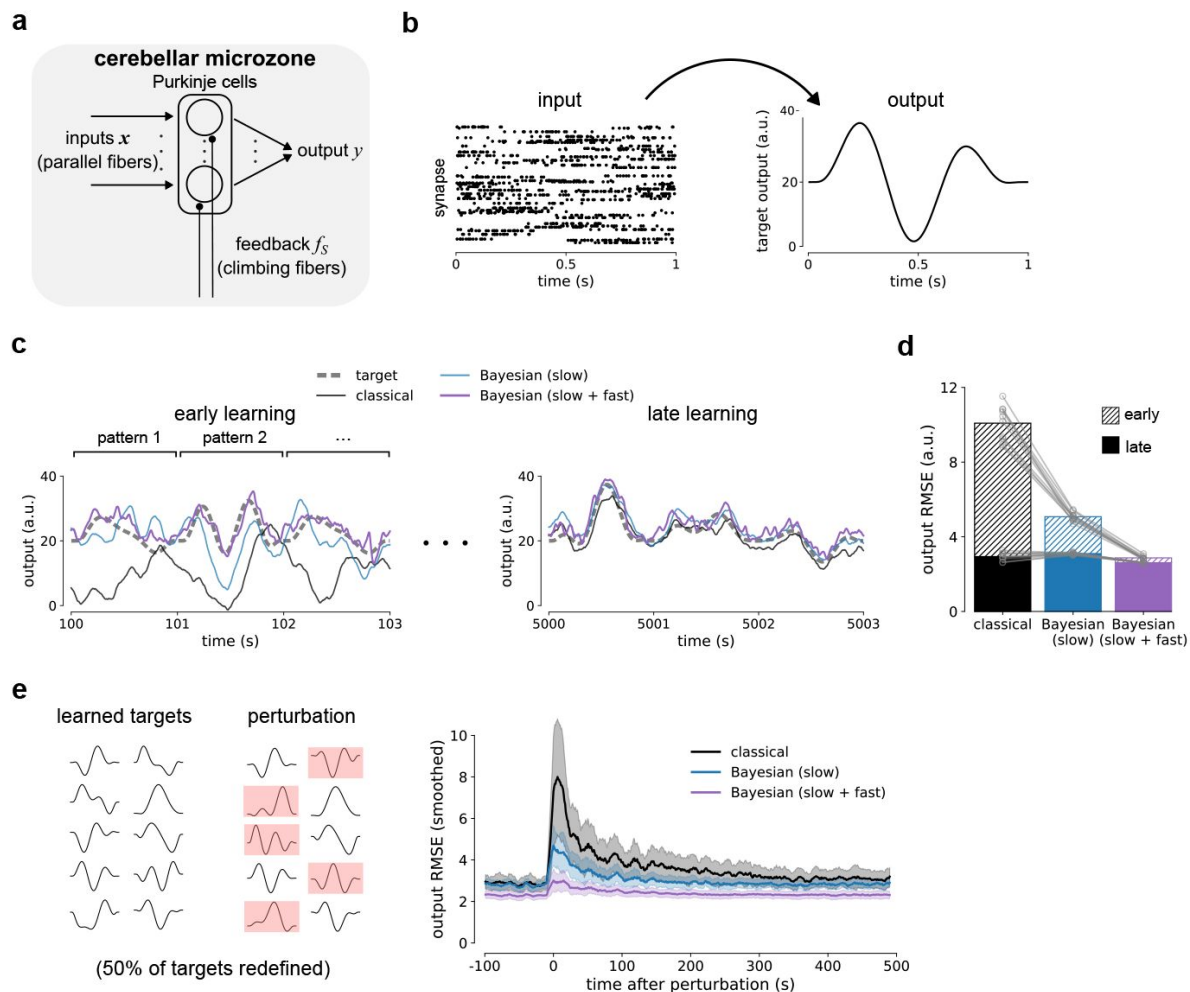 a
cerebellar microzone
Purkinje cells
inputs x
(parallel fibers)
output y
feedback fS
(climbing fibers)
b
input
synapse
0 0.5 1
time (s)
output
target output (a.u.)
40
20
0
0 0.5 1
time (s)
c
target
classical
Bayesian (slow)
Bayesian (slow + fast)
early learning
pattern 1 pattern 2 ...
output (a.u.)
40
20
0
100 101 102 103
time (s)
• • •
late learning
output (a.u.)
40
20
0
5000 5001 5002 5003
time (s)
d
output RMSE (a.u.)
12
8
4
0
early
late
classical
Bayesian
(slow)
Bayesian
(slow + fast)
e
learned targets
perturbation
(50% of targets redefined)
output RMSE (smoothed)
10
8
6
4
2
0
classical
Bayesian (slow)
Bayesian (slow + fast)
-100 0 100 200 300 400 500
time after perturbation (s)